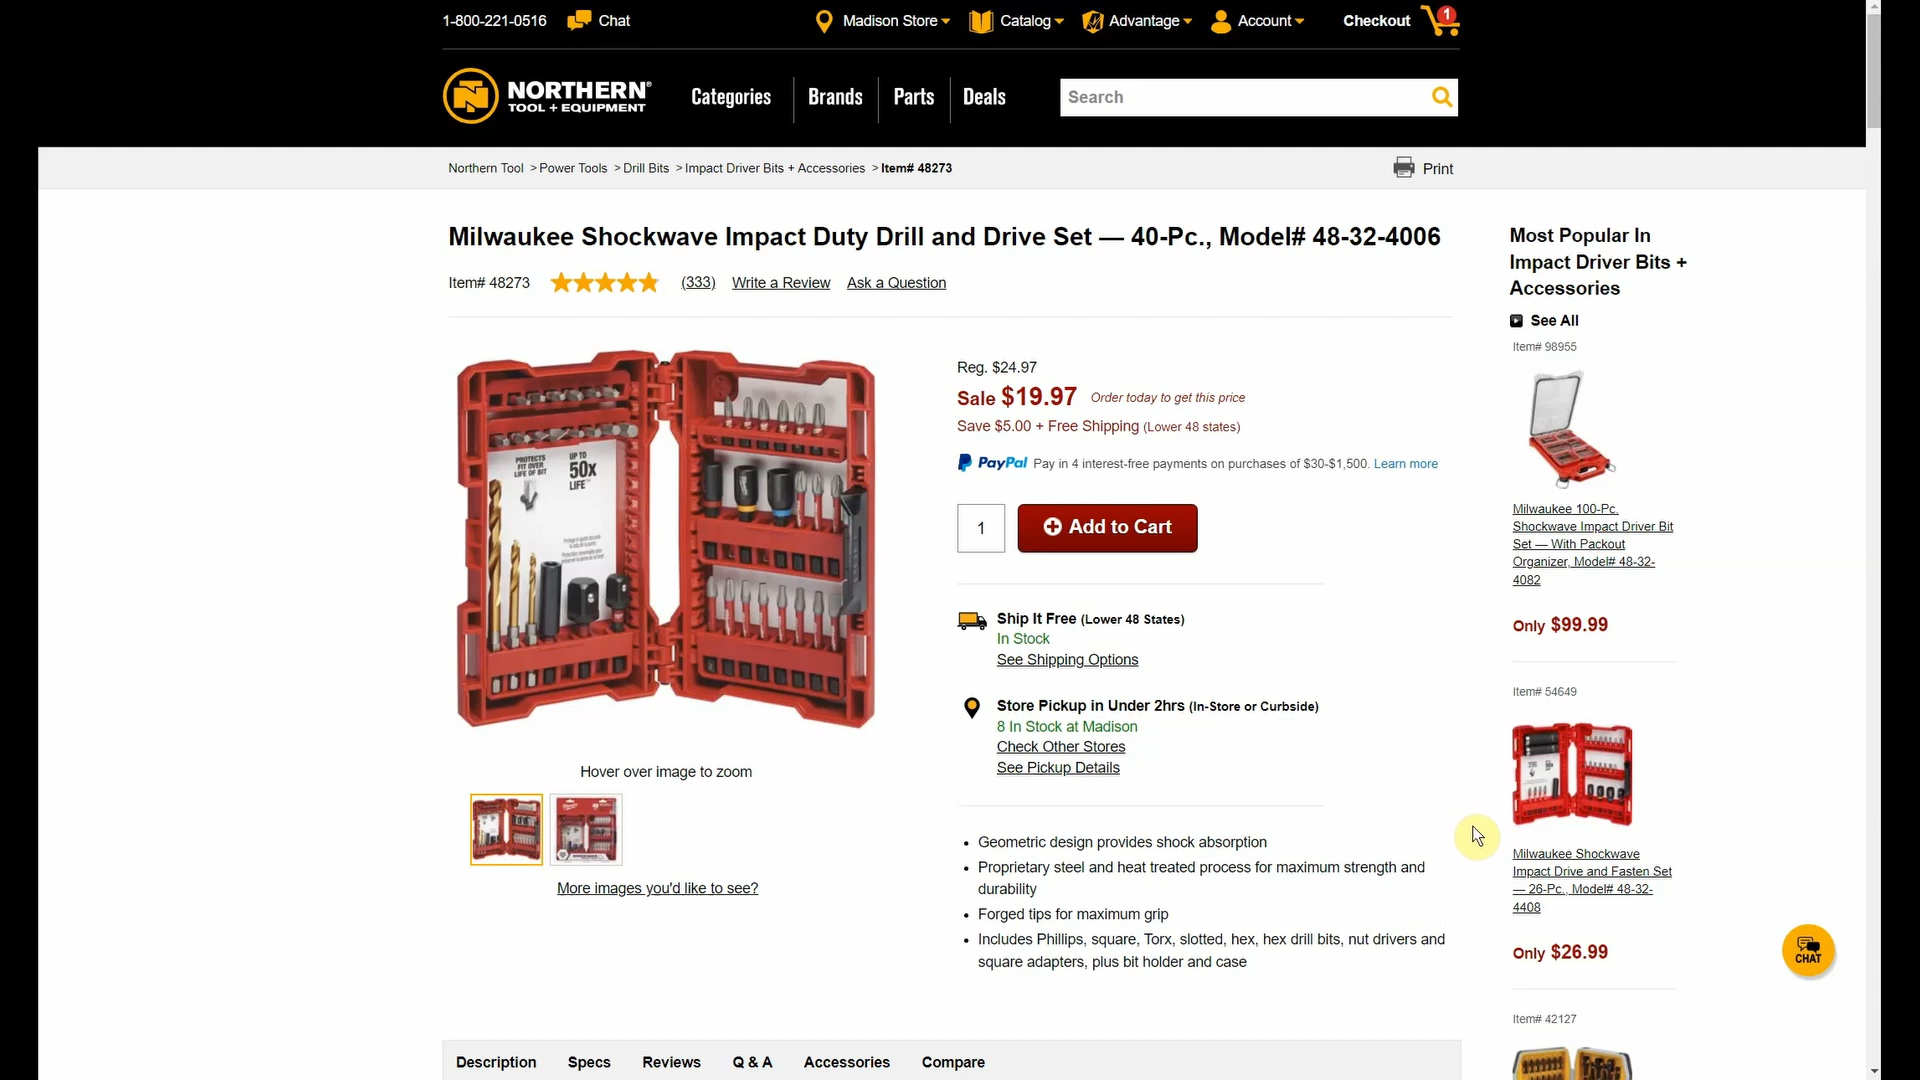 1-800-221-0516
Chat
Madison Store
Catalog
Advantage
Account
Checkout
1
NORTHERN®
TOOL + EQUIPMENT
Categories
Brands
Parts
Deals
Search
Northern Tool > Power Tools > Drill Bits > Impact Driver Bits + Accessories > Item# 48273
Print
Milwaukee Shockwave Impact Duty Drill and Drive Set — 40-Pc., Model# 48-32-4006
Item# 48273
(333)
Write a Review
Ask a Question
PROTECTS
FIT OVER
LIFE OF BIT
UP TO
50X
LIFE
Hover over image to zoom
More images you'd like to see?
Reg. $24.97
Sale $19.97 Order today to get this price
Save $5.00 + Free Shipping (Lower 48 states)
PayPal Pay in 4 interest-free payments on purchases of $30-$1,500. Learn more
1
Add to Cart
Ship It Free (Lower 48 States)
In Stock
See Shipping Options
Store Pickup in Under 2hrs (In-Store or Curbside)
8 In Stock at Madison
Check Other Stores
See Pickup Details
• Geometric design provides shock absorption
• Proprietary steel and heat treated process for maximum strength and
durability
• Forged tips for maximum grip
• Includes Phillips, square, Torx, slotted, hex, hex drill bits, nut drivers and
square adapters, plus bit holder and case
Most Popular In
Impact Driver Bits +
Accessories
See All
Item# 98955
Milwaukee 100-Pc.
Shockwave Impact Driver Bit
Set — With Packout
Organizer, Model# 48-32-
4082
Only $99.99
Item# 54649
Milwaukee Shockwave
Impact Drive and Fasten Set
— 26-Pc., Model# 48-32-
4408
Only $26.99
Item# 42127
CHAT
Description
Specs
Reviews
Q & A
Accessories
Compare